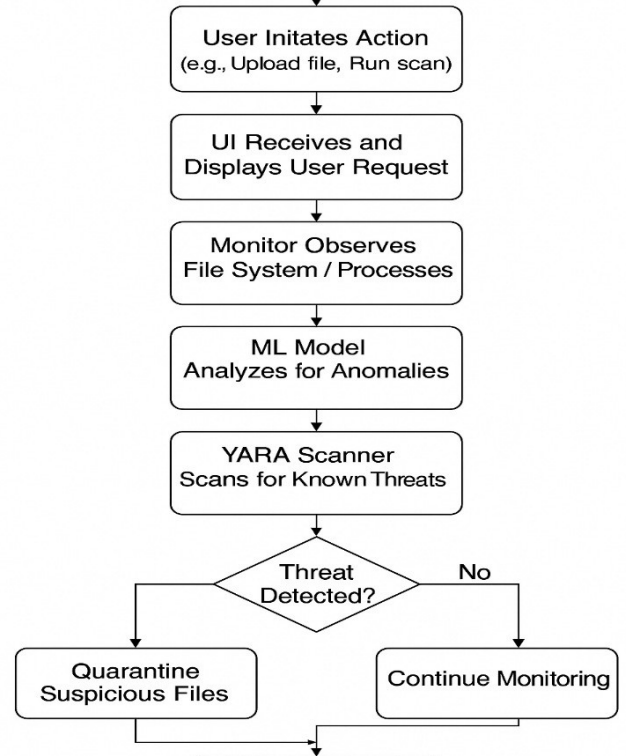 User Initates Action
(e.g., Upload file, Run scan)
UI Receives and
Displays User Request
Monitor Observes
File System / Processes
ML Model
Analyzes for Anomalies
YARA Scanner
Scans for Known Threats
Threat
Detected?
No
Quarantine
Suspicious Files
Continue Monitoring